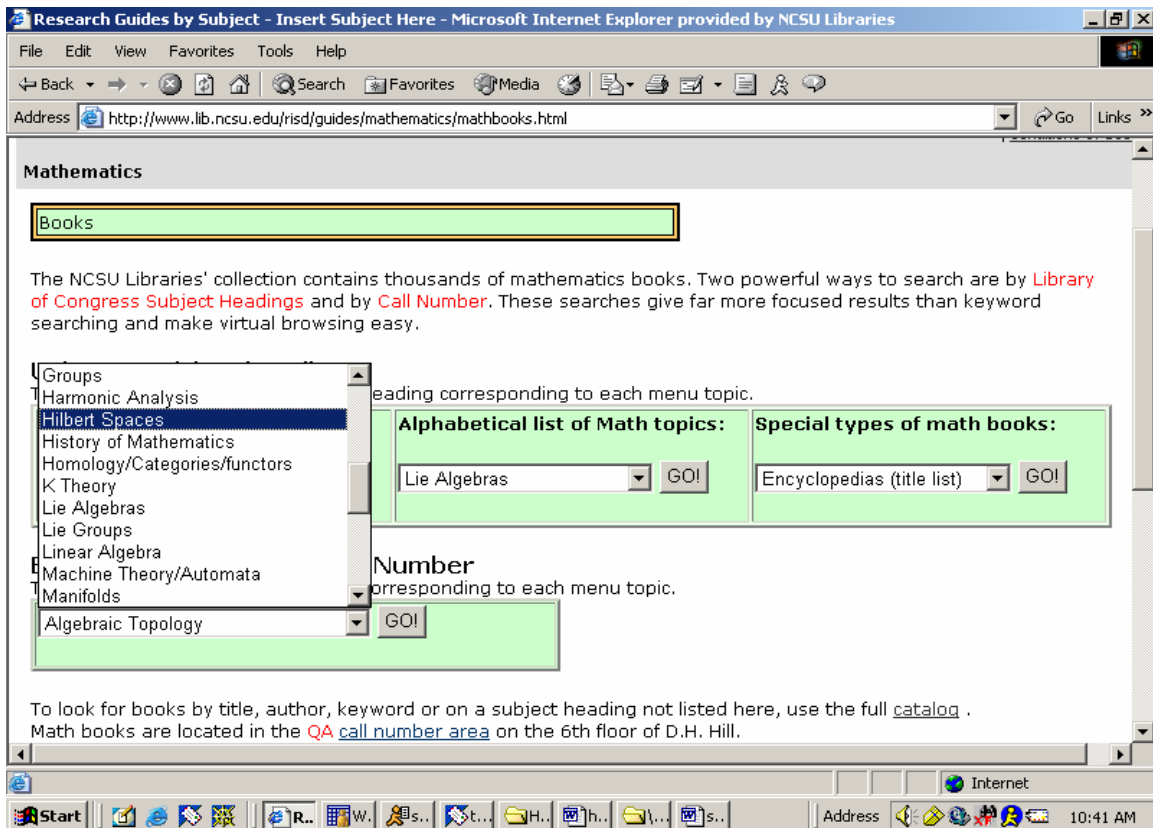 Research Guides by Subject - Insert Subject Here - Microsoft Internet Explorer provided by NCSU Libraries
File Edit View Favorites Tools Help
Back Search Favorites Media
Address http://www.lib.ncsu.edu/risd/guides/mathematics/mathbooks.html Go Links »
Mathematics
Books
The NCSU Libraries' collection contains thousands of mathematics books. Two powerful ways to search are by Library
of Congress Subject Headings and by Call Number. These searches give far more focused results than keyword
searching and make virtual browsing easy.
eading corresponding to each menu topic.
Groups
Harmonic Analysis
Hilbert Spaces
History of Mathematics
Homology/Categories/functors
K Theory
Lie Algebras
Lie Groups
Linear Algebra
Machine Theory/Automata
Manifolds
Alphabetical list of Math topics:
Lie Algebras GO!
Special types of math books:
Encyclopedias (title list) GO!
Number
orresponding to each menu topic.
Algebraic Topology GO!
To look for books by title, author, keyword or on a subject heading not listed here, use the full catalog .
Math books are located in the QA call number area on the 6th floor of D.H. Hill.
Internet
Start R.. W. s.. t... H.. h.. \... s.. Address 10:41 AM